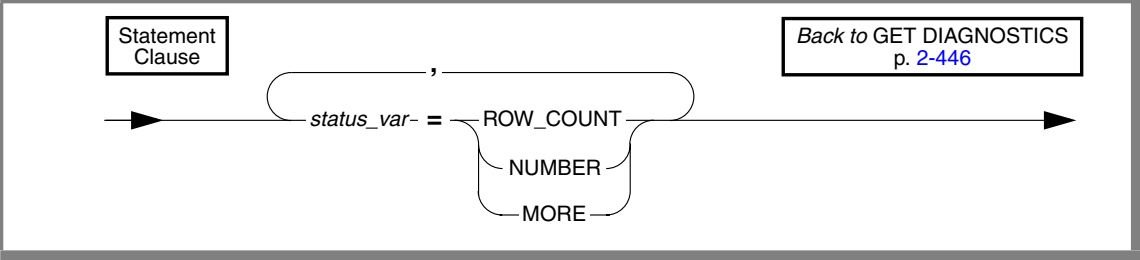 Statement
Clause
Back to GET DIAGNOSTICS
p. 2-446
,
status_var = ROW_COUNT
NUMBER
MORE